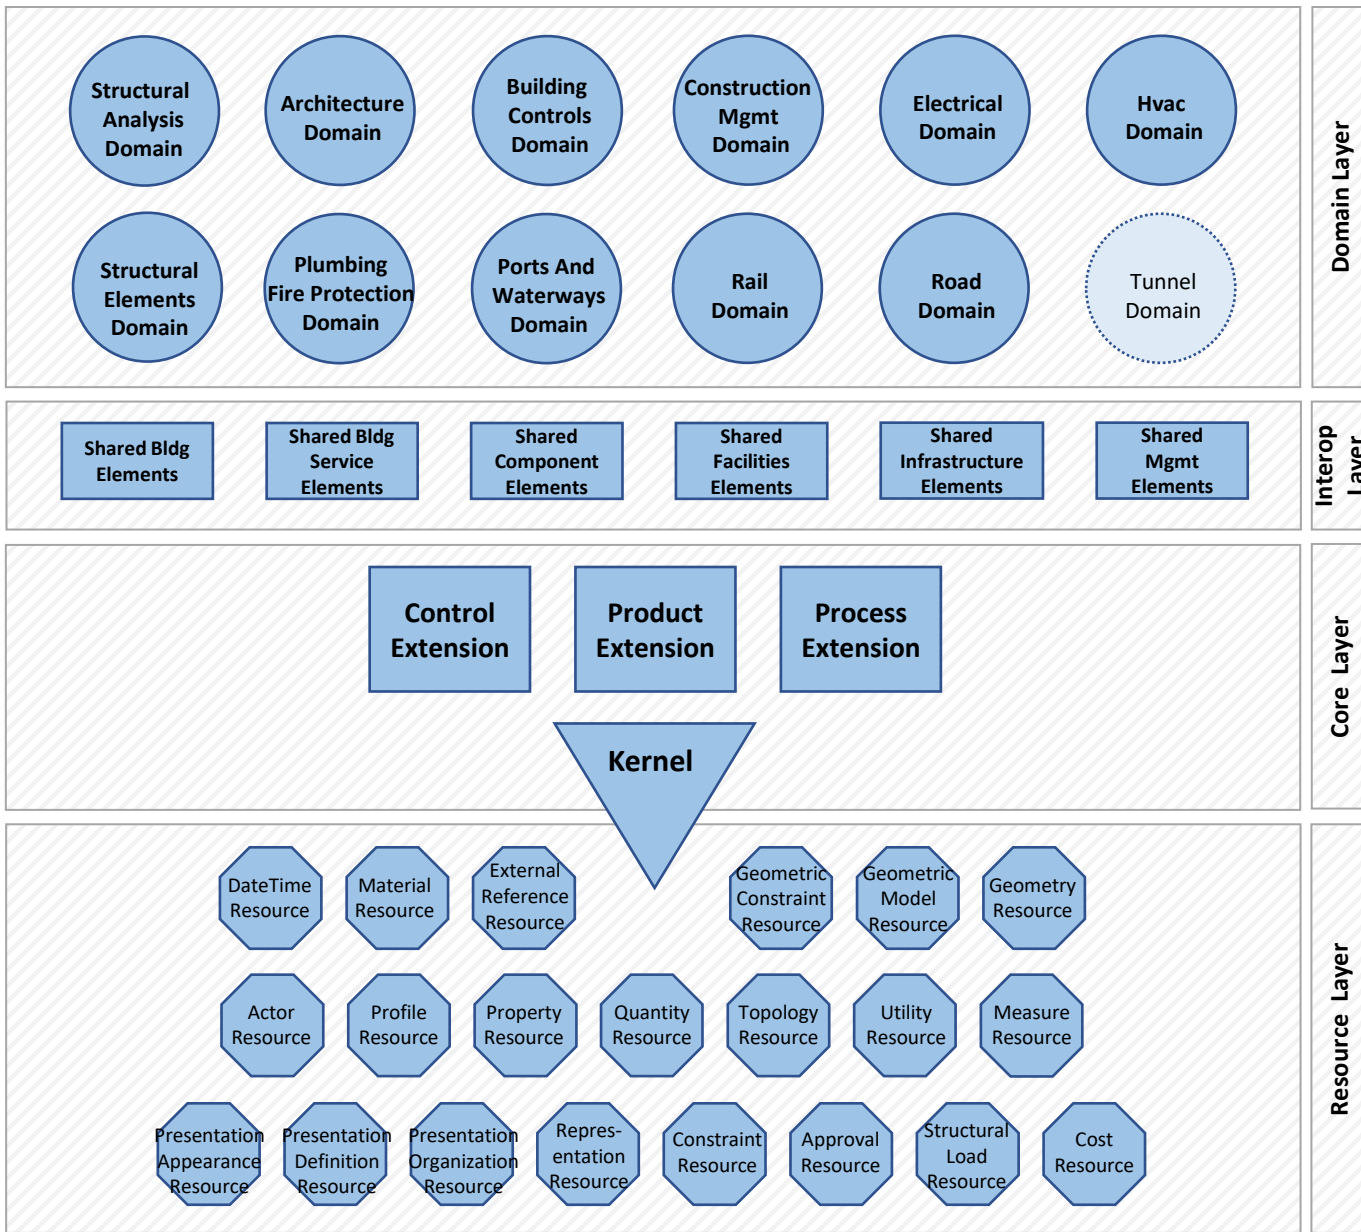 Structural
Analysis
Domain
Architecture
Domain
Building
Controls
Domain
Construction
Mgmt
Domain
Electrical
Domain
Hvac
Domain
Structural
Elements
Domain
Plumbing
Fire Protection
Domain
Ports And
Waterways
Domain
Rail
Domain
Road
Domain
Tunnel
Domain
Domain Layer
Shared Bldg
Elements
Shared Bldg
Service
Elements
Shared
Component
Elements
Shared
Facilities
Elements
Shared
Infrastructure
Elements
Shared
Mgmt
Elements
Interop
Layer
Control
Extension
Product
Extension
Process
Extension
Kernel
Core Layer
DateTime
Resource
Material
Resource
External
Reference
Resource
Geometric
Constraint
Resource
Geometric
Model
Resource
Geometry
Resource
Actor
Resource
Profile
Resource
Property
Resource
Quantity
Resource
Topology
Resource
Utility
Resource
Measure
Resource
Presentation
Appearance
Resource
Presentation
Definition
Resource
Presentation
Organization
Resource
Repres-
entation
Resource
Constraint
Resource
Approval
Resource
Structural
Load
Resource
Cost
Resource
Resource Layer